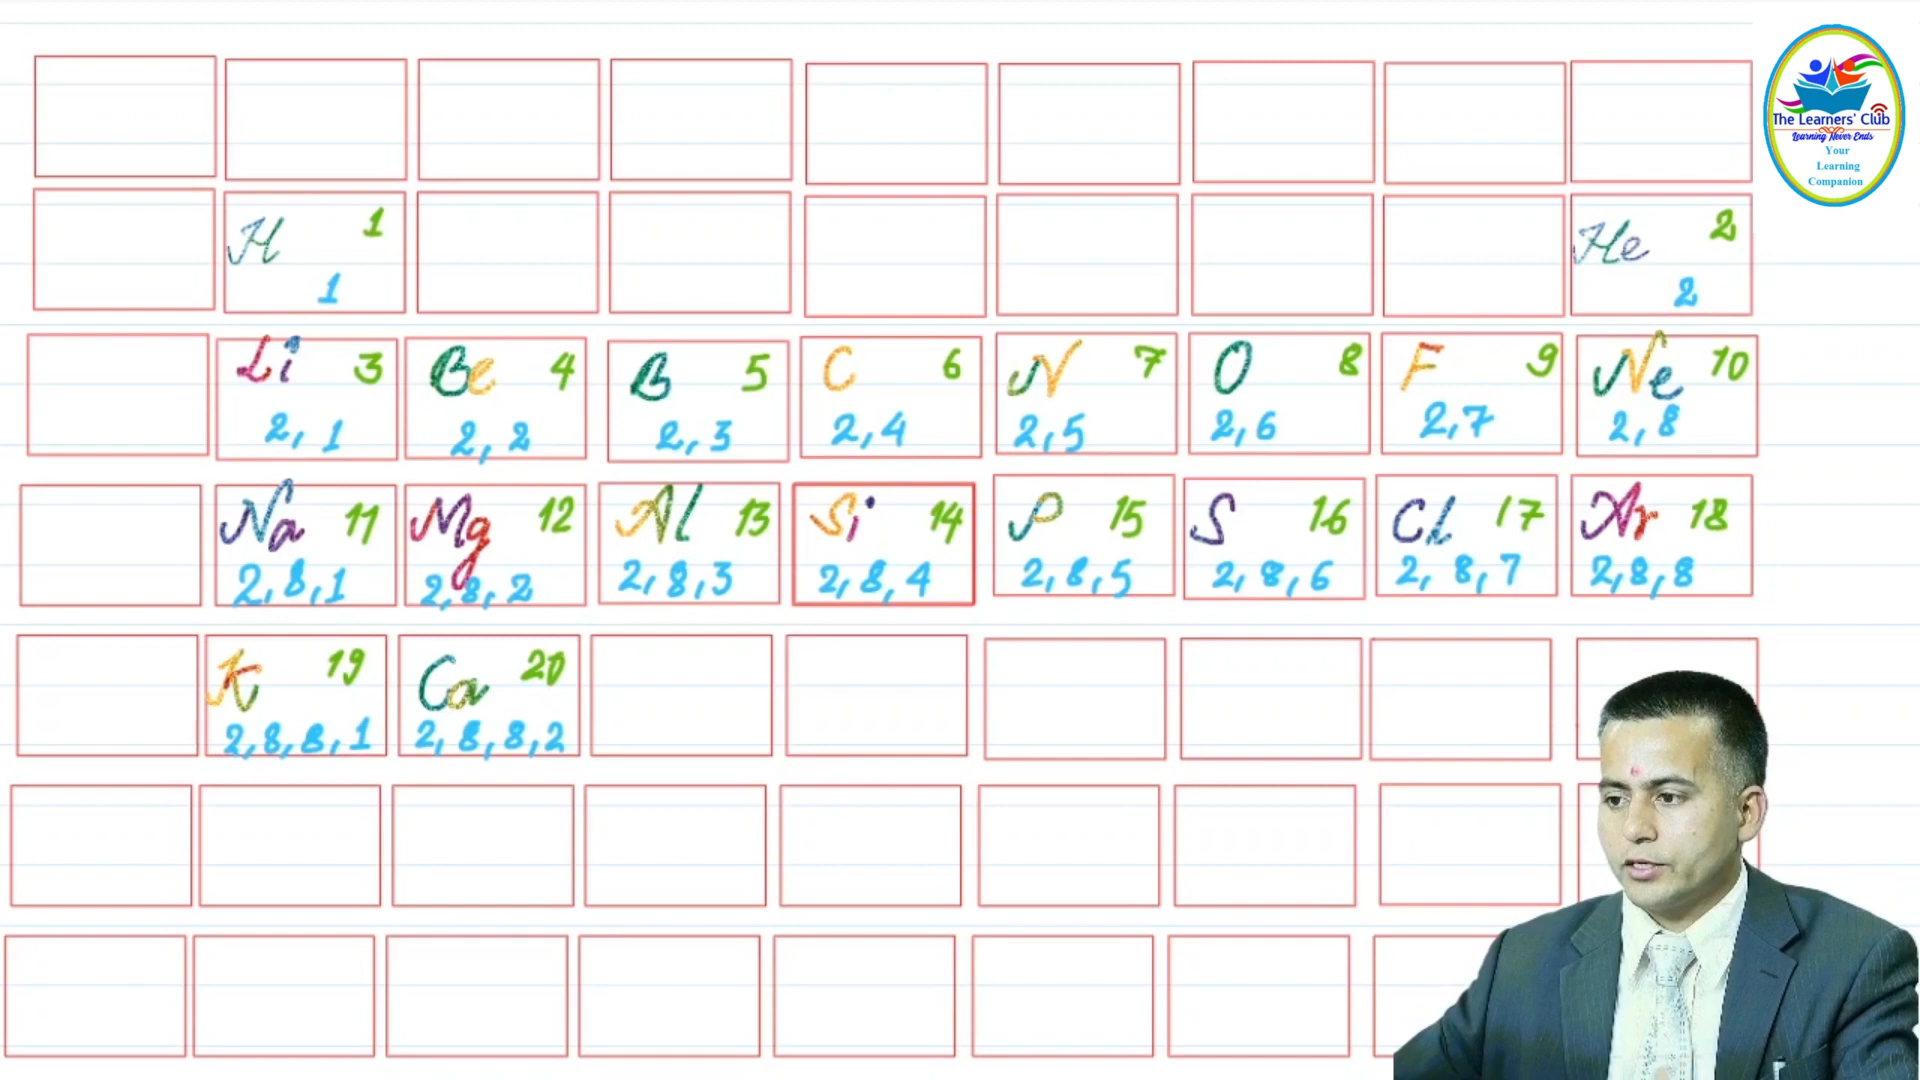 The Learners' Club
Learning Never Ends
Your
Learning
Companion
H 1
1
He 2
2
Li 3
2, 1
Be 4
2, 2
B 5
2, 3
C 6
2, 4
N 7
2, 5
O 8
2, 6
F 9
2, 7
Ne 10
2, 8
Na 11
2, 8, 1
Mg 12
2, 8, 2
Al 13
2, 8, 3
Si 14
2, 8, 4
P 15
2, 8, 5
S 16
2, 8, 6
Cl 17
2, 8, 7
Ar 18
2, 8, 8
K 19
2, 8, 8, 1
Ca 20
2, 8, 8, 2